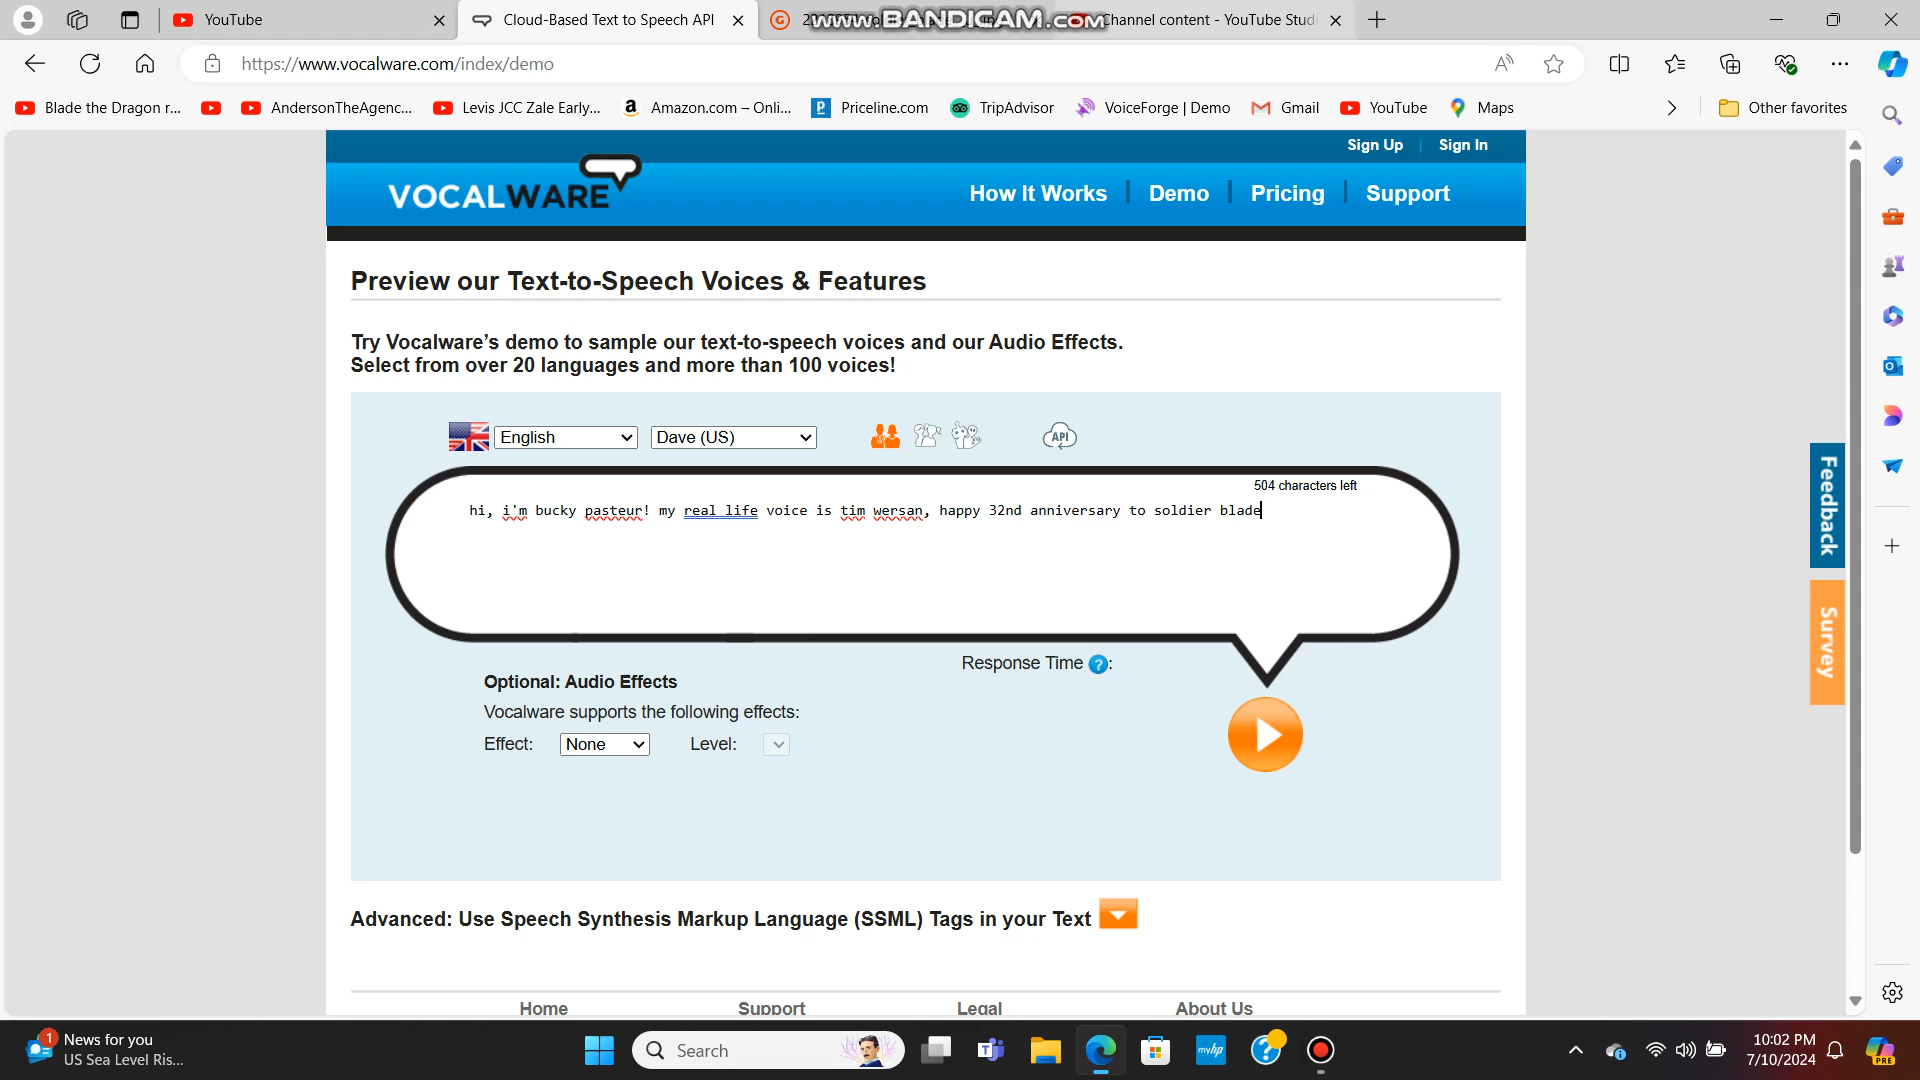 YouTube
Cloud-Based Text to Speech API
www.BANDICAM.com
Channel content - YouTube Studi
https://www.vocalware.com/index/demo
Blade the Dragon r...
AndersonTheAgenc...
Levis JCC Zale Early...
Amazon.com – Onli...
Priceline.com
TripAdvisor
VoiceForge | Demo
Gmail
YouTube
Maps
Other favorites
Sign Up
Sign In
VOCALWARE
How It Works
Demo
Pricing
Support
Preview our Text-to-Speech Voices & Features
Try Vocalware's demo to sample our text-to-speech voices and our Audio Effects.
Select from over 20 languages and more than 100 voices!
English
Dave (US)
API
504 characters left
hi, i'm bucky pasteur! my real life voice is tim wersan, happy 32nd anniversary to soldier blade
Response Time ?:
Optional: Audio Effects
Vocalware supports the following effects:
Effect:
None
Level:
Feedback
Survey
Advanced: Use Speech Synthesis Markup Language (SSML) Tags in your Text
Home
Support
Legal
About Us
1
News for you
US Sea Level Ris...
Search
myhp
10:02 PM
7/10/2024
PRE